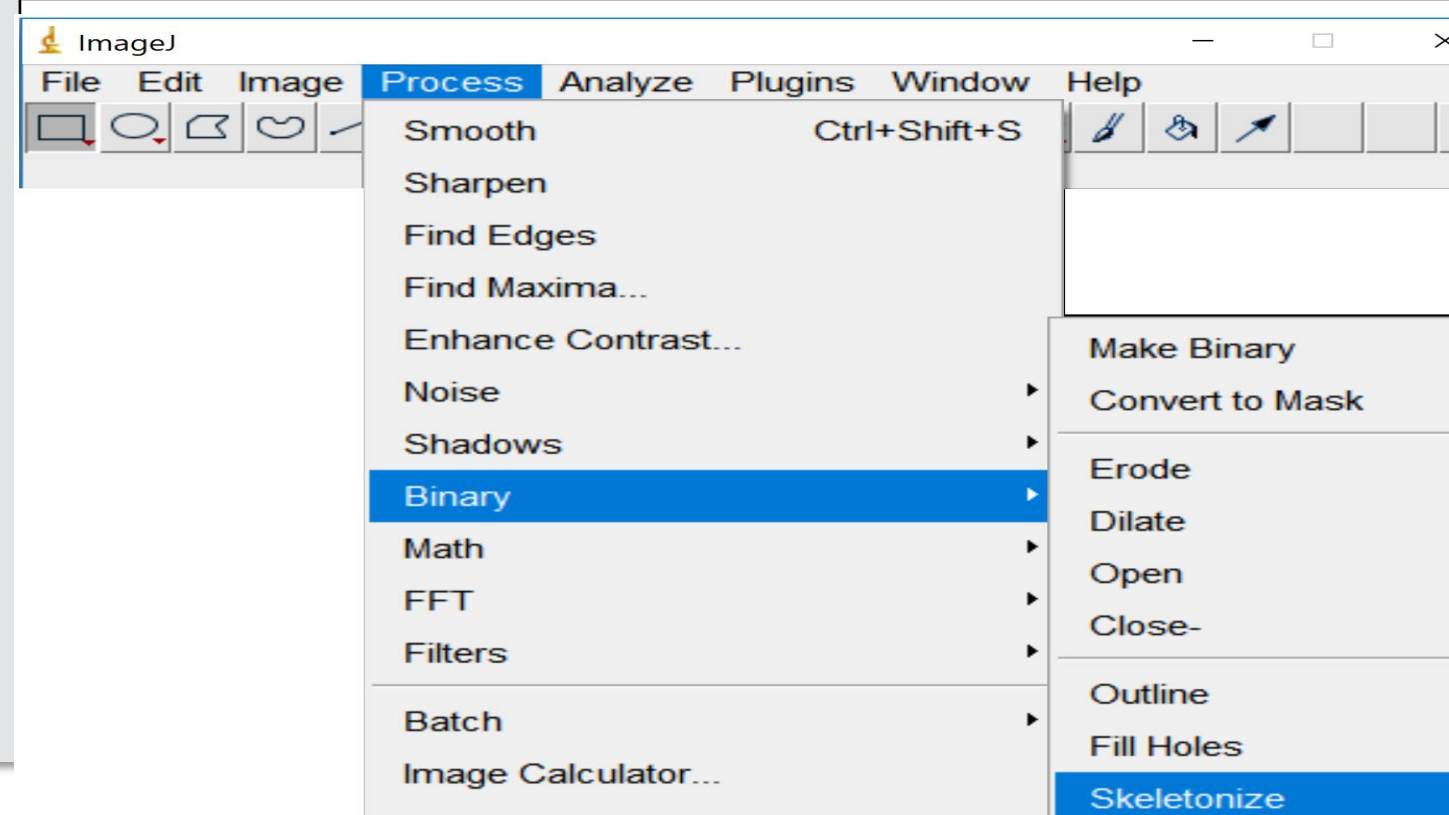 ImageJ
File Edit Image Process Analyze Plugins Window Help
Smooth Ctrl+Shift+S
Sharpen
Find Edges
Find Maxima...
Enhance Contrast...
Noise
Shadows
Binary
Math
FFT
Filters
Batch
Image Calculator...
Make Binary
Convert to Mask
Erode
Dilate
Open
Close-
Outline
Fill Holes
Skeletonize